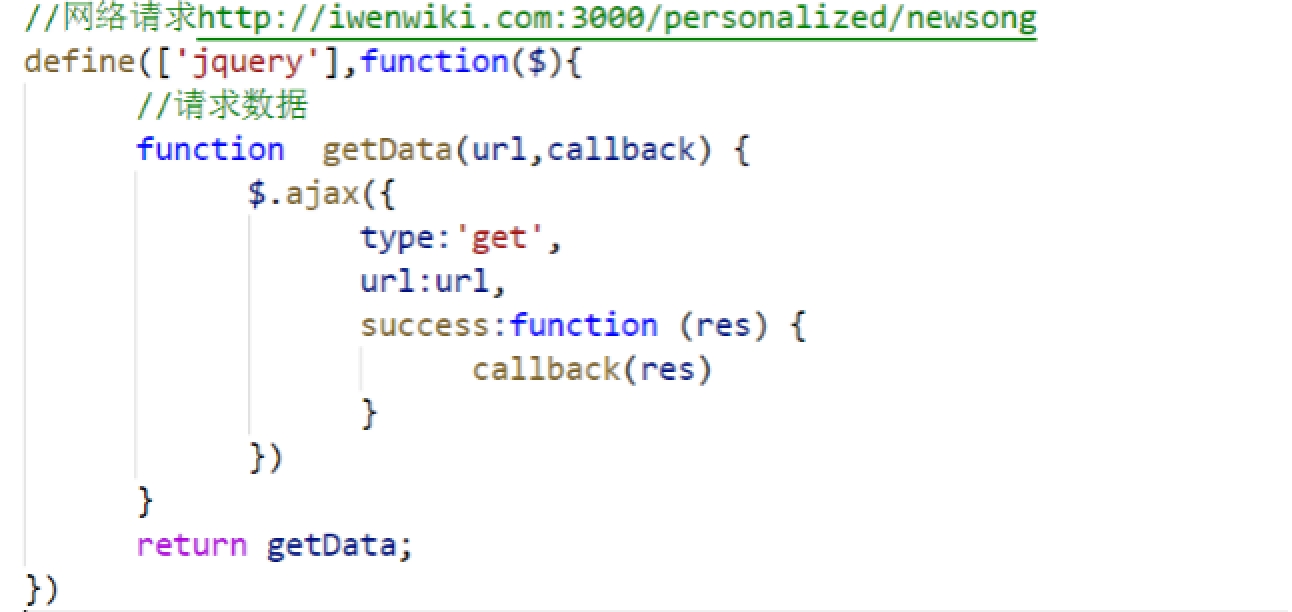 //网络请求http://iwenwiki.com:3000/personalized/newsong
define(['jquery'],function($){
//请求数据
function  getData(url,callback) {
$.ajax({
type:'get',
url:url,
success:function (res) {
callback(res)
}
})
}
return getData;
})